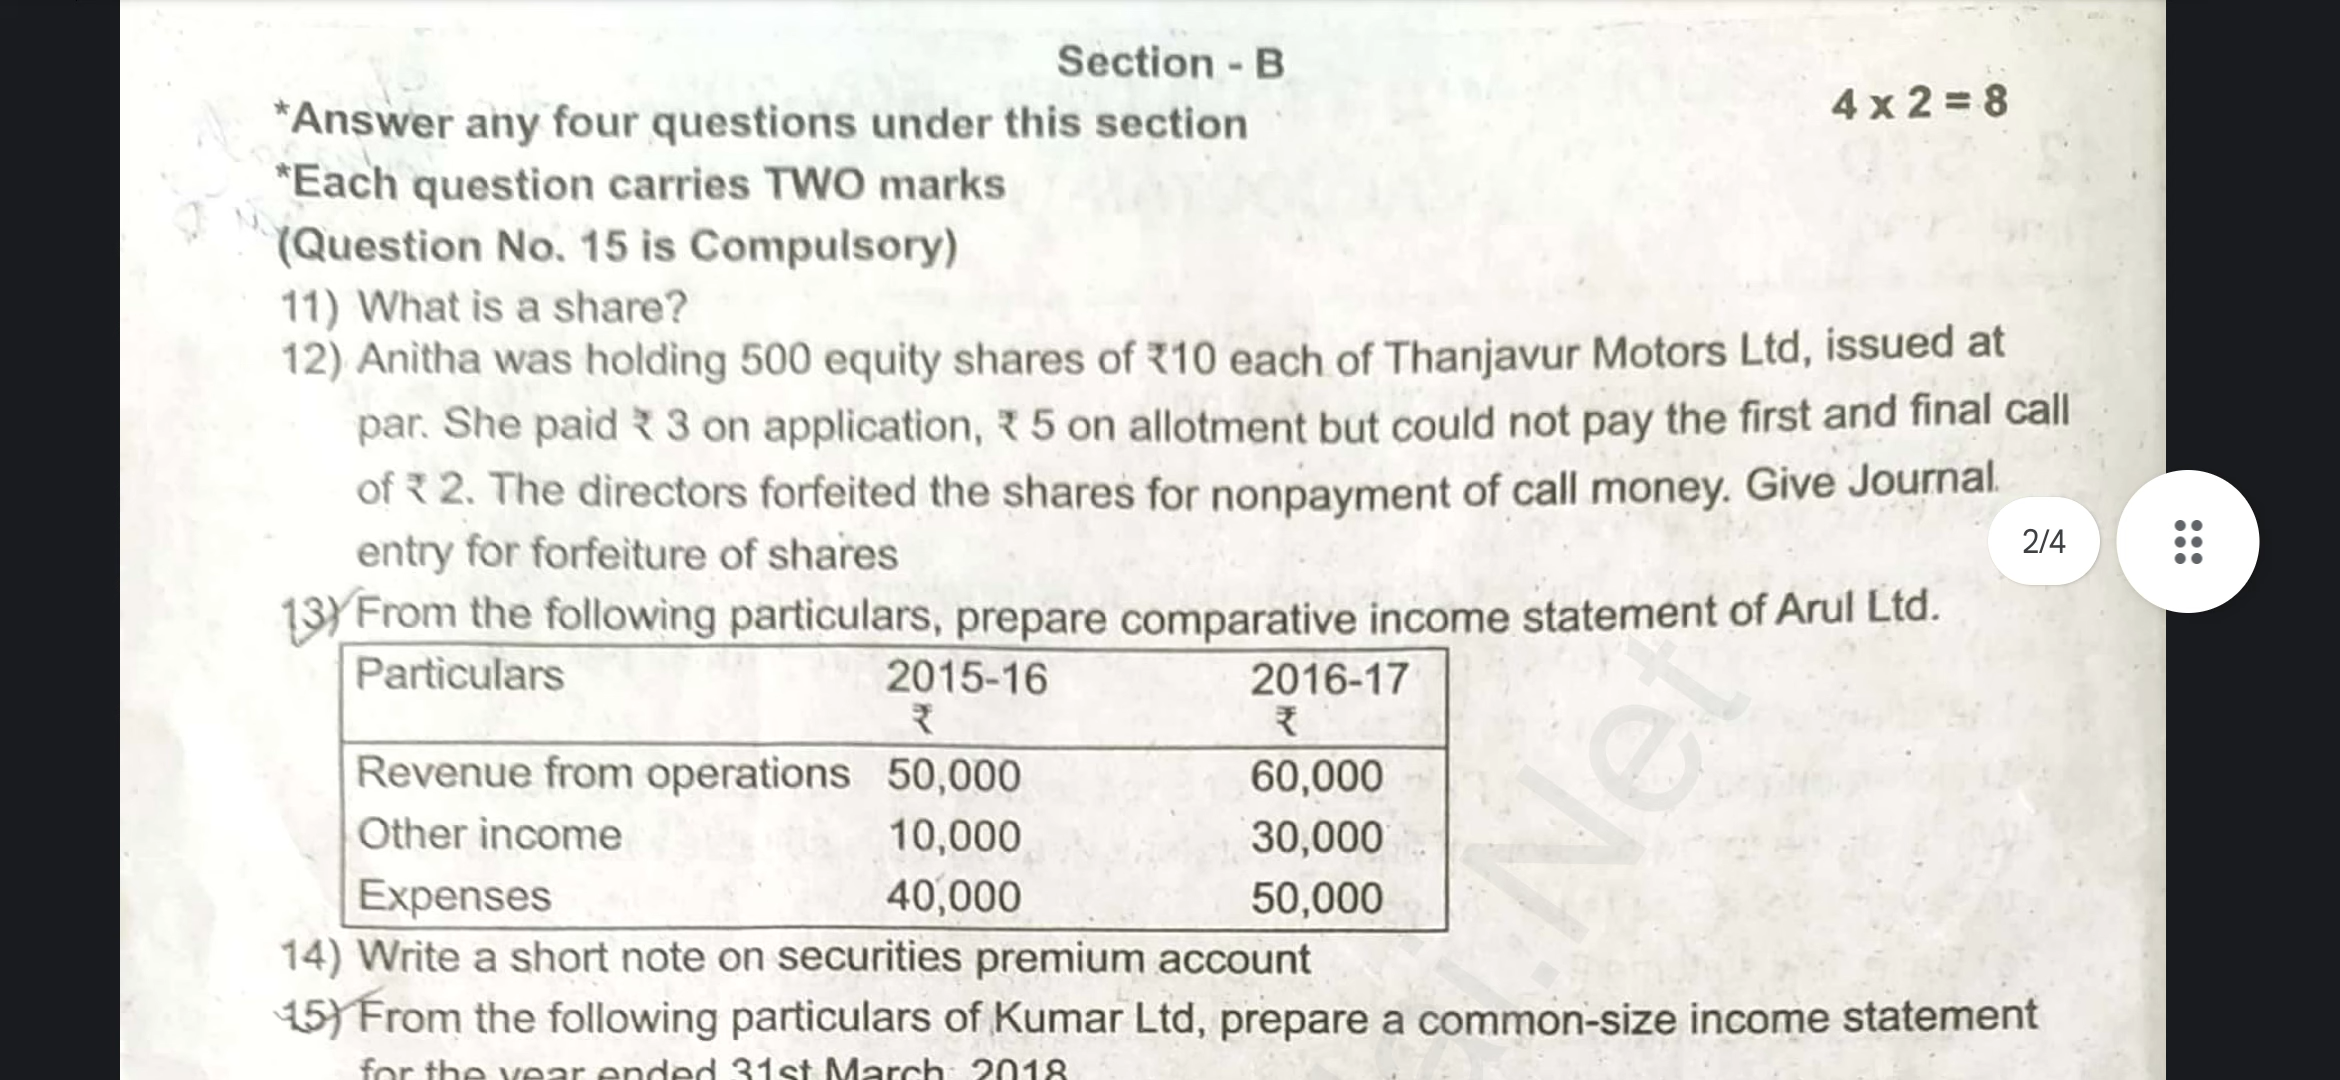 Section - B
4 x 2 = 8
*Answer any four questions under this section
*Each question carries TWO marks
(Question No. 15 is Compulsory)
11) What is a share?
12) Anitha was holding 500 equity shares of ₹10 each of Thanjavur Motors Ltd, issued at
par. She paid ₹ 3 on application, ₹ 5 on allotment but could not pay the first and final call
of ₹ 2. The directors forfeited the shares for nonpayment of call money. Give Journal
entry for forfeiture of shares
2/4
13) From the following particulars, prepare comparative income statement of Arul Ltd.
Particulars 2015-16 2016-17
₹ ₹
Revenue from operations 50,000 60,000
Other income 10,000 30,000
Expenses 40,000 50,000
14) Write a short note on securities premium account
15) From the following particulars of Kumar Ltd, prepare a common-size income statement
for the year ended 31st March 2018